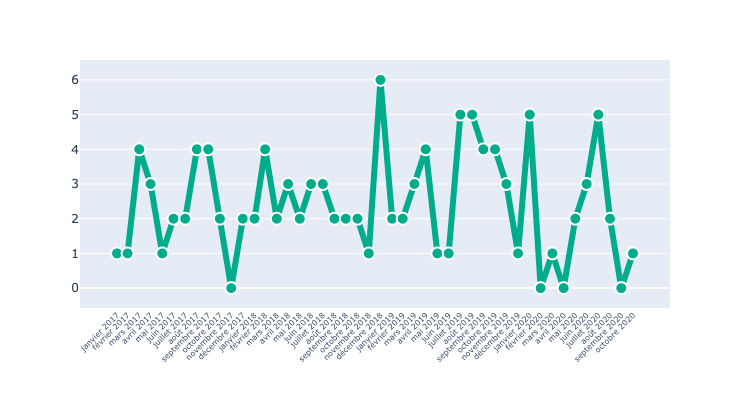 6
5
4
3
2
1
0
janvier 2017
février 2017
mars 2017
avril 2017
mai 2017
juin 2017
juillet 2017
août 2017
septembre 2017
octobre 2017
novembre 2017
décembre 2017
janvier 2018
février 2018
mars 2018
avril 2018
mai 2018
juin 2018
juillet 2018
août 2018
septembre 2018
octobre 2018
novembre 2018
décembre 2018
janvier 2019
février 2019
mars 2019
avril 2019
mai 2019
juin 2019
juillet 2019
août 2019
septembre 2019
octobre 2019
novembre 2019
décembre 2019
janvier 2020
février 2020
mars 2020
avril 2020
mai 2020
juin 2020
juillet 2020
août 2020
septembre 2020
octobre 2020